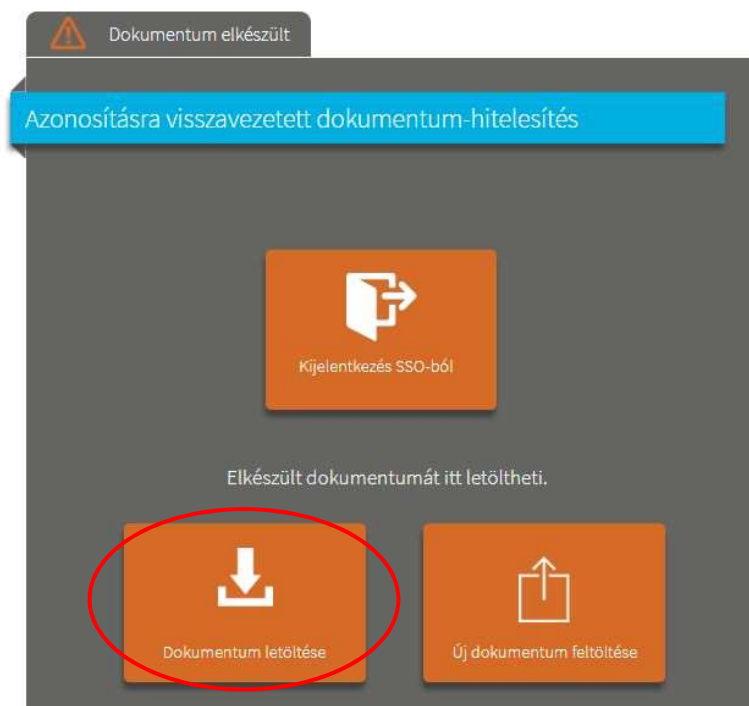 Dokumentum elkészült
Azonosításra visszavezetett dokumentum-hitelesítés
Kijelentkezés SSO-ból
Elkészült dokumentumát itt letöltheti.
Dokumentum letöltése
Új dokumentum feltöltése